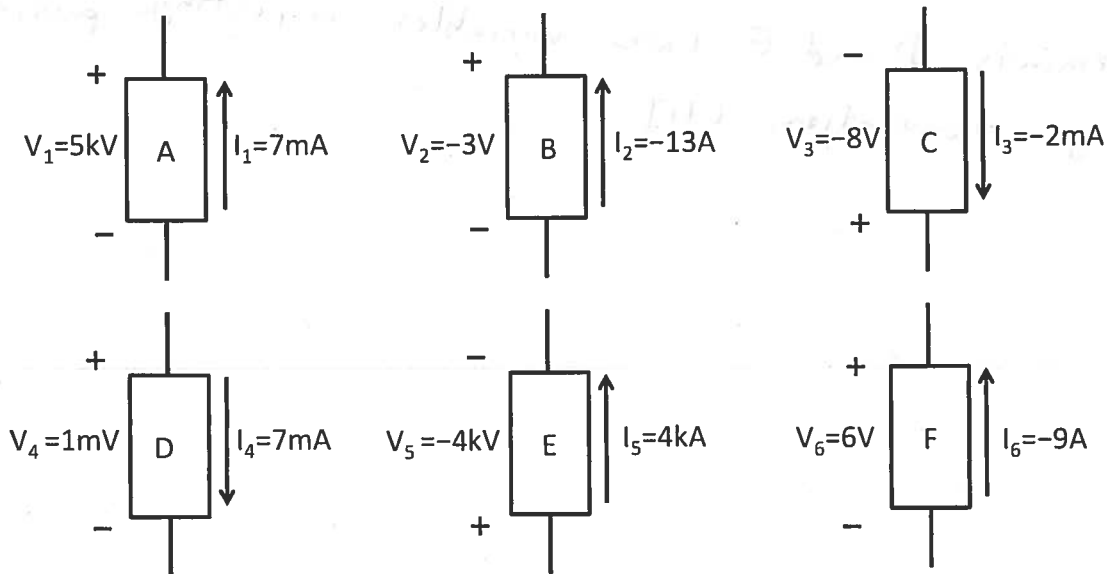 +
V₁=5kV A I₁=7mA
−
+
V₂=−3V B I₂=−13A
−
−
V₃=−8V C I₃=−2mA
+
+
V₄=1mV D I₄=7mA
−
−
V₅=−4kV E I₅=4kA
+
+
V₆=6V F I₆=−9A
−